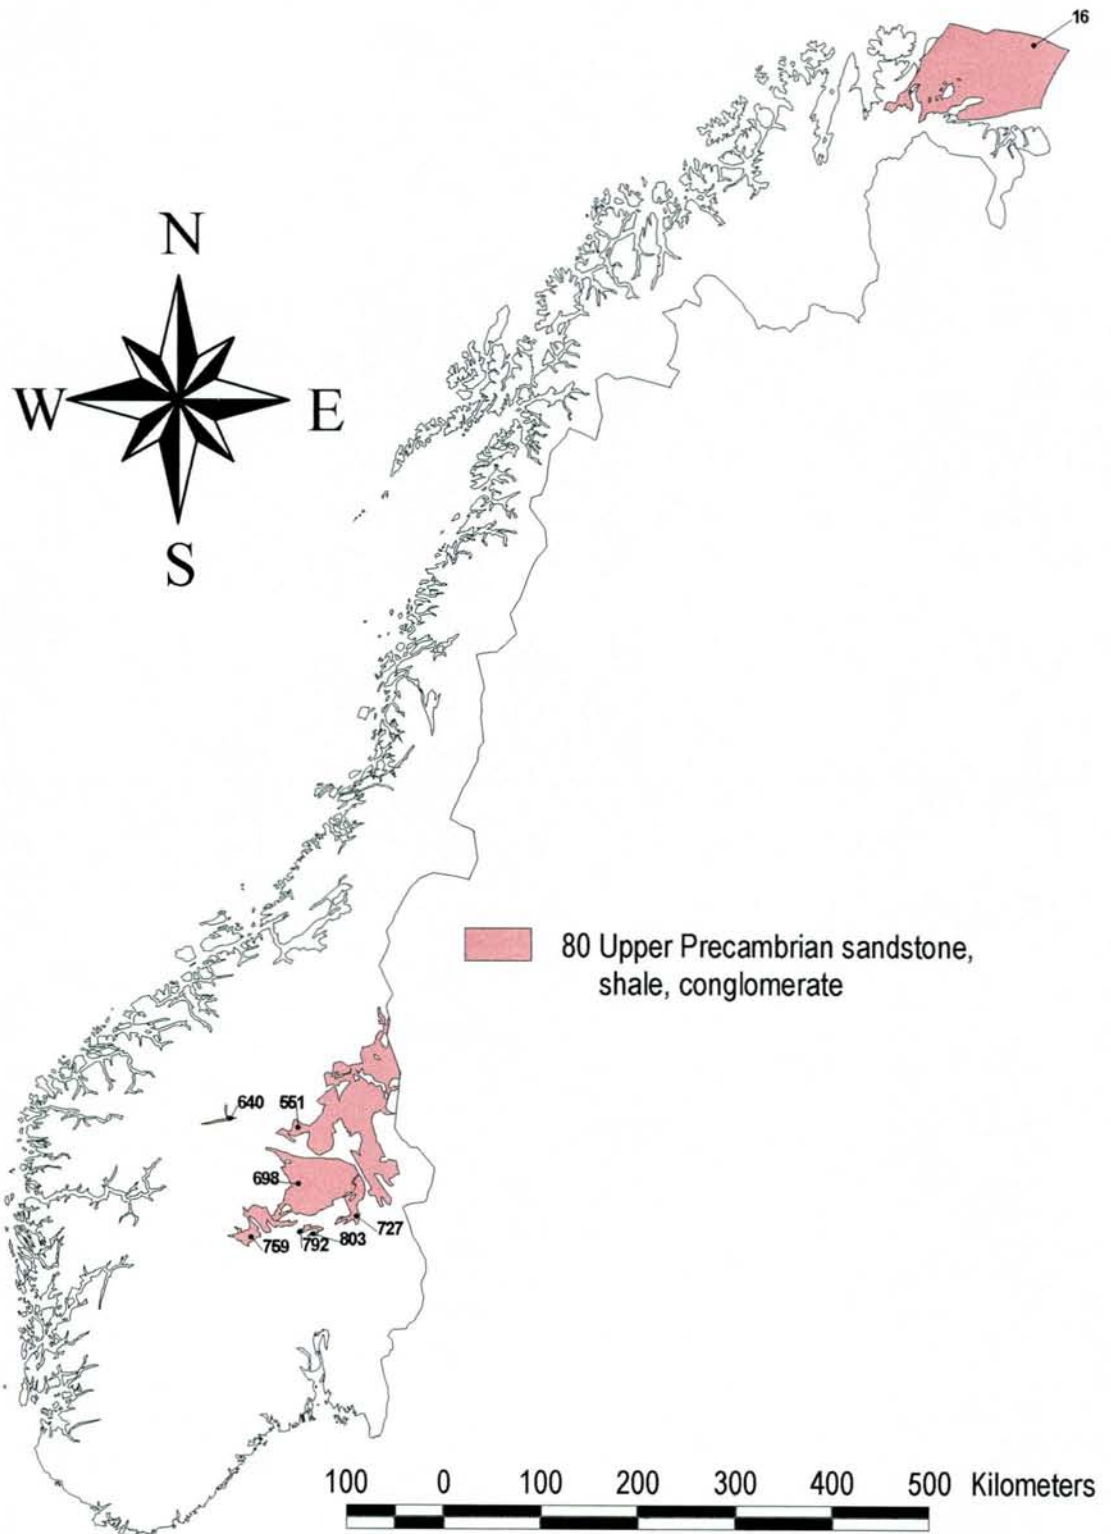 16
N
W E
S
80 Upper Precambrian sandstone,
shale, conglomerate
640 551
698
727
759 792 803
100 0 100 200 300 400 500 Kilometers